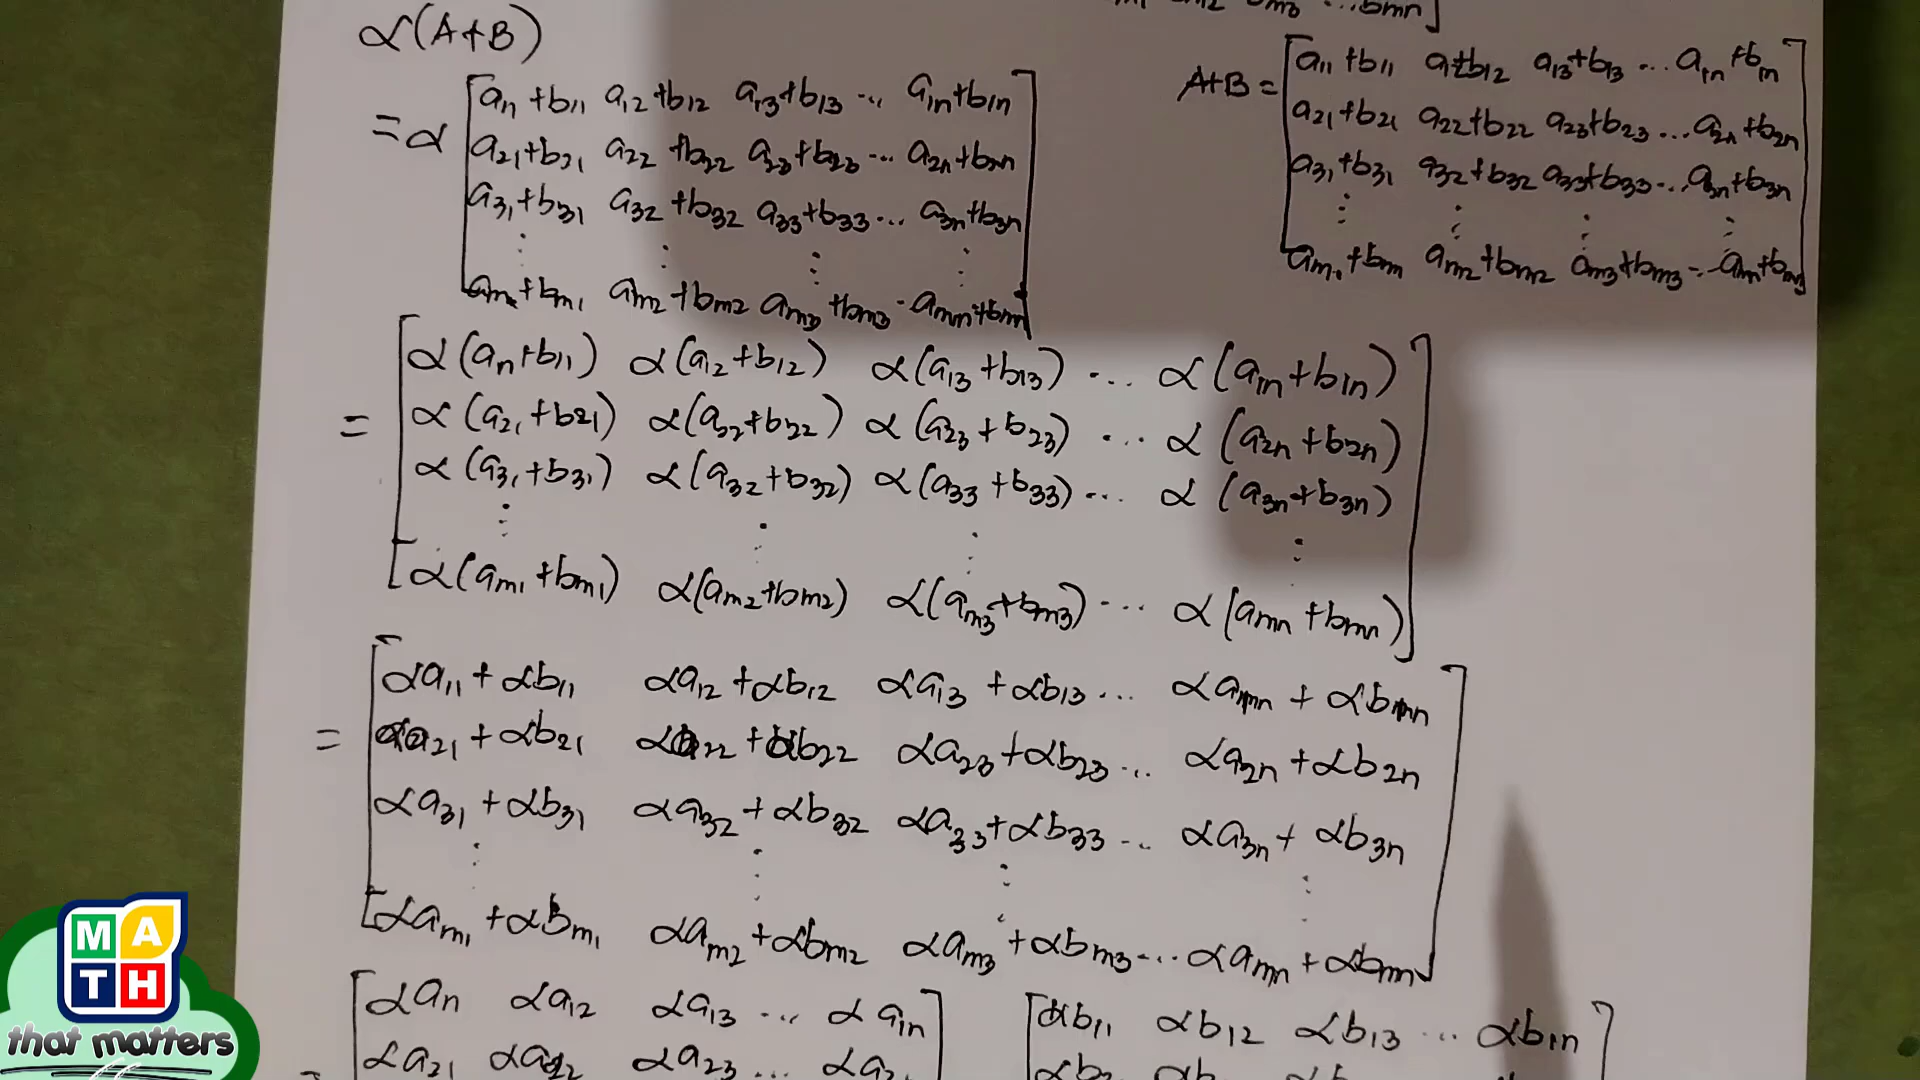 α(A+B)
= α [a11+b11 a12+b12 a13+b13 ... a1n+b1n
a21+b21 a22+b22 a23+b23 ... a2n+b2n
a31+b31 a32+b32 a33+b33 ... a3n+b3n
⋮ ⋮ ⋮ ⋮
am1+bm1 am2+bm2 am3+bm3 - amn+bmn]
...bmn]
A+B = [a11+b11 a12+b12 a13+b13 ... a1n+b1n
a21+b21 a22+b22 a23+b23 ... a2n+b2n
a31+b31 a32+b32 a33+b33 ... a3n+b3n
⋮ ⋮ ⋮ ⋮
am1+bm am2+bm2 am3+bm3 ... amn+bmn]
= [α(a11+b11) α(a12+b12) α(a13+b13) ... α(a1n+b1n)
α(a21+b21) α(a22+b22) α(a23+b23) ... α(a2n+b2n)
α(a31+b31) α(a32+b32) α(a33+b33) ... α(a3n+b3n)
⋮ ⋮ ⋮ ⋮
α(am1+bm1) α(am2+bm2) α(am3+bm3) ... α(amn+bmn)]
= [αa11+αb11 αa12+αb12 αa13+αb13 ... αa1n+αb1n
αa21+αb21 αa22+αb22 αa23+αb23 ... αa2n+αb2n
αa31+αb31 αa32+αb32 αa33+αb33 ... αa3n+αb3n
⋮ ⋮ ⋮ ⋮
αam1+αbm1 αam2+αbm2 αam3+αbm3 ... αamn+αbmn]
[αa11 αa12 αa13 ... αa1n] [αb11 αb12 αb13 ... αb1n]
= αa21 αa22 αa23 ...
MATH
that matters